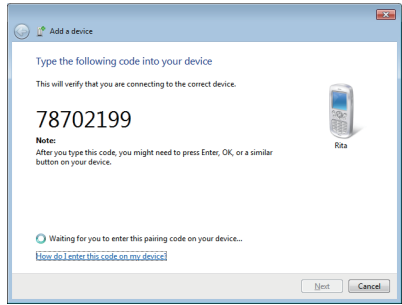 Add a device
Type the following code into your device
This will verify that you are connecting to the correct device.
78702199
Note:
After you type this code, you might need to press Enter, OK, or a similar
button on your device.
Rita
Waiting for you to enter this pairing code on your device...
How do I enter this code on my device?
Next Cancel